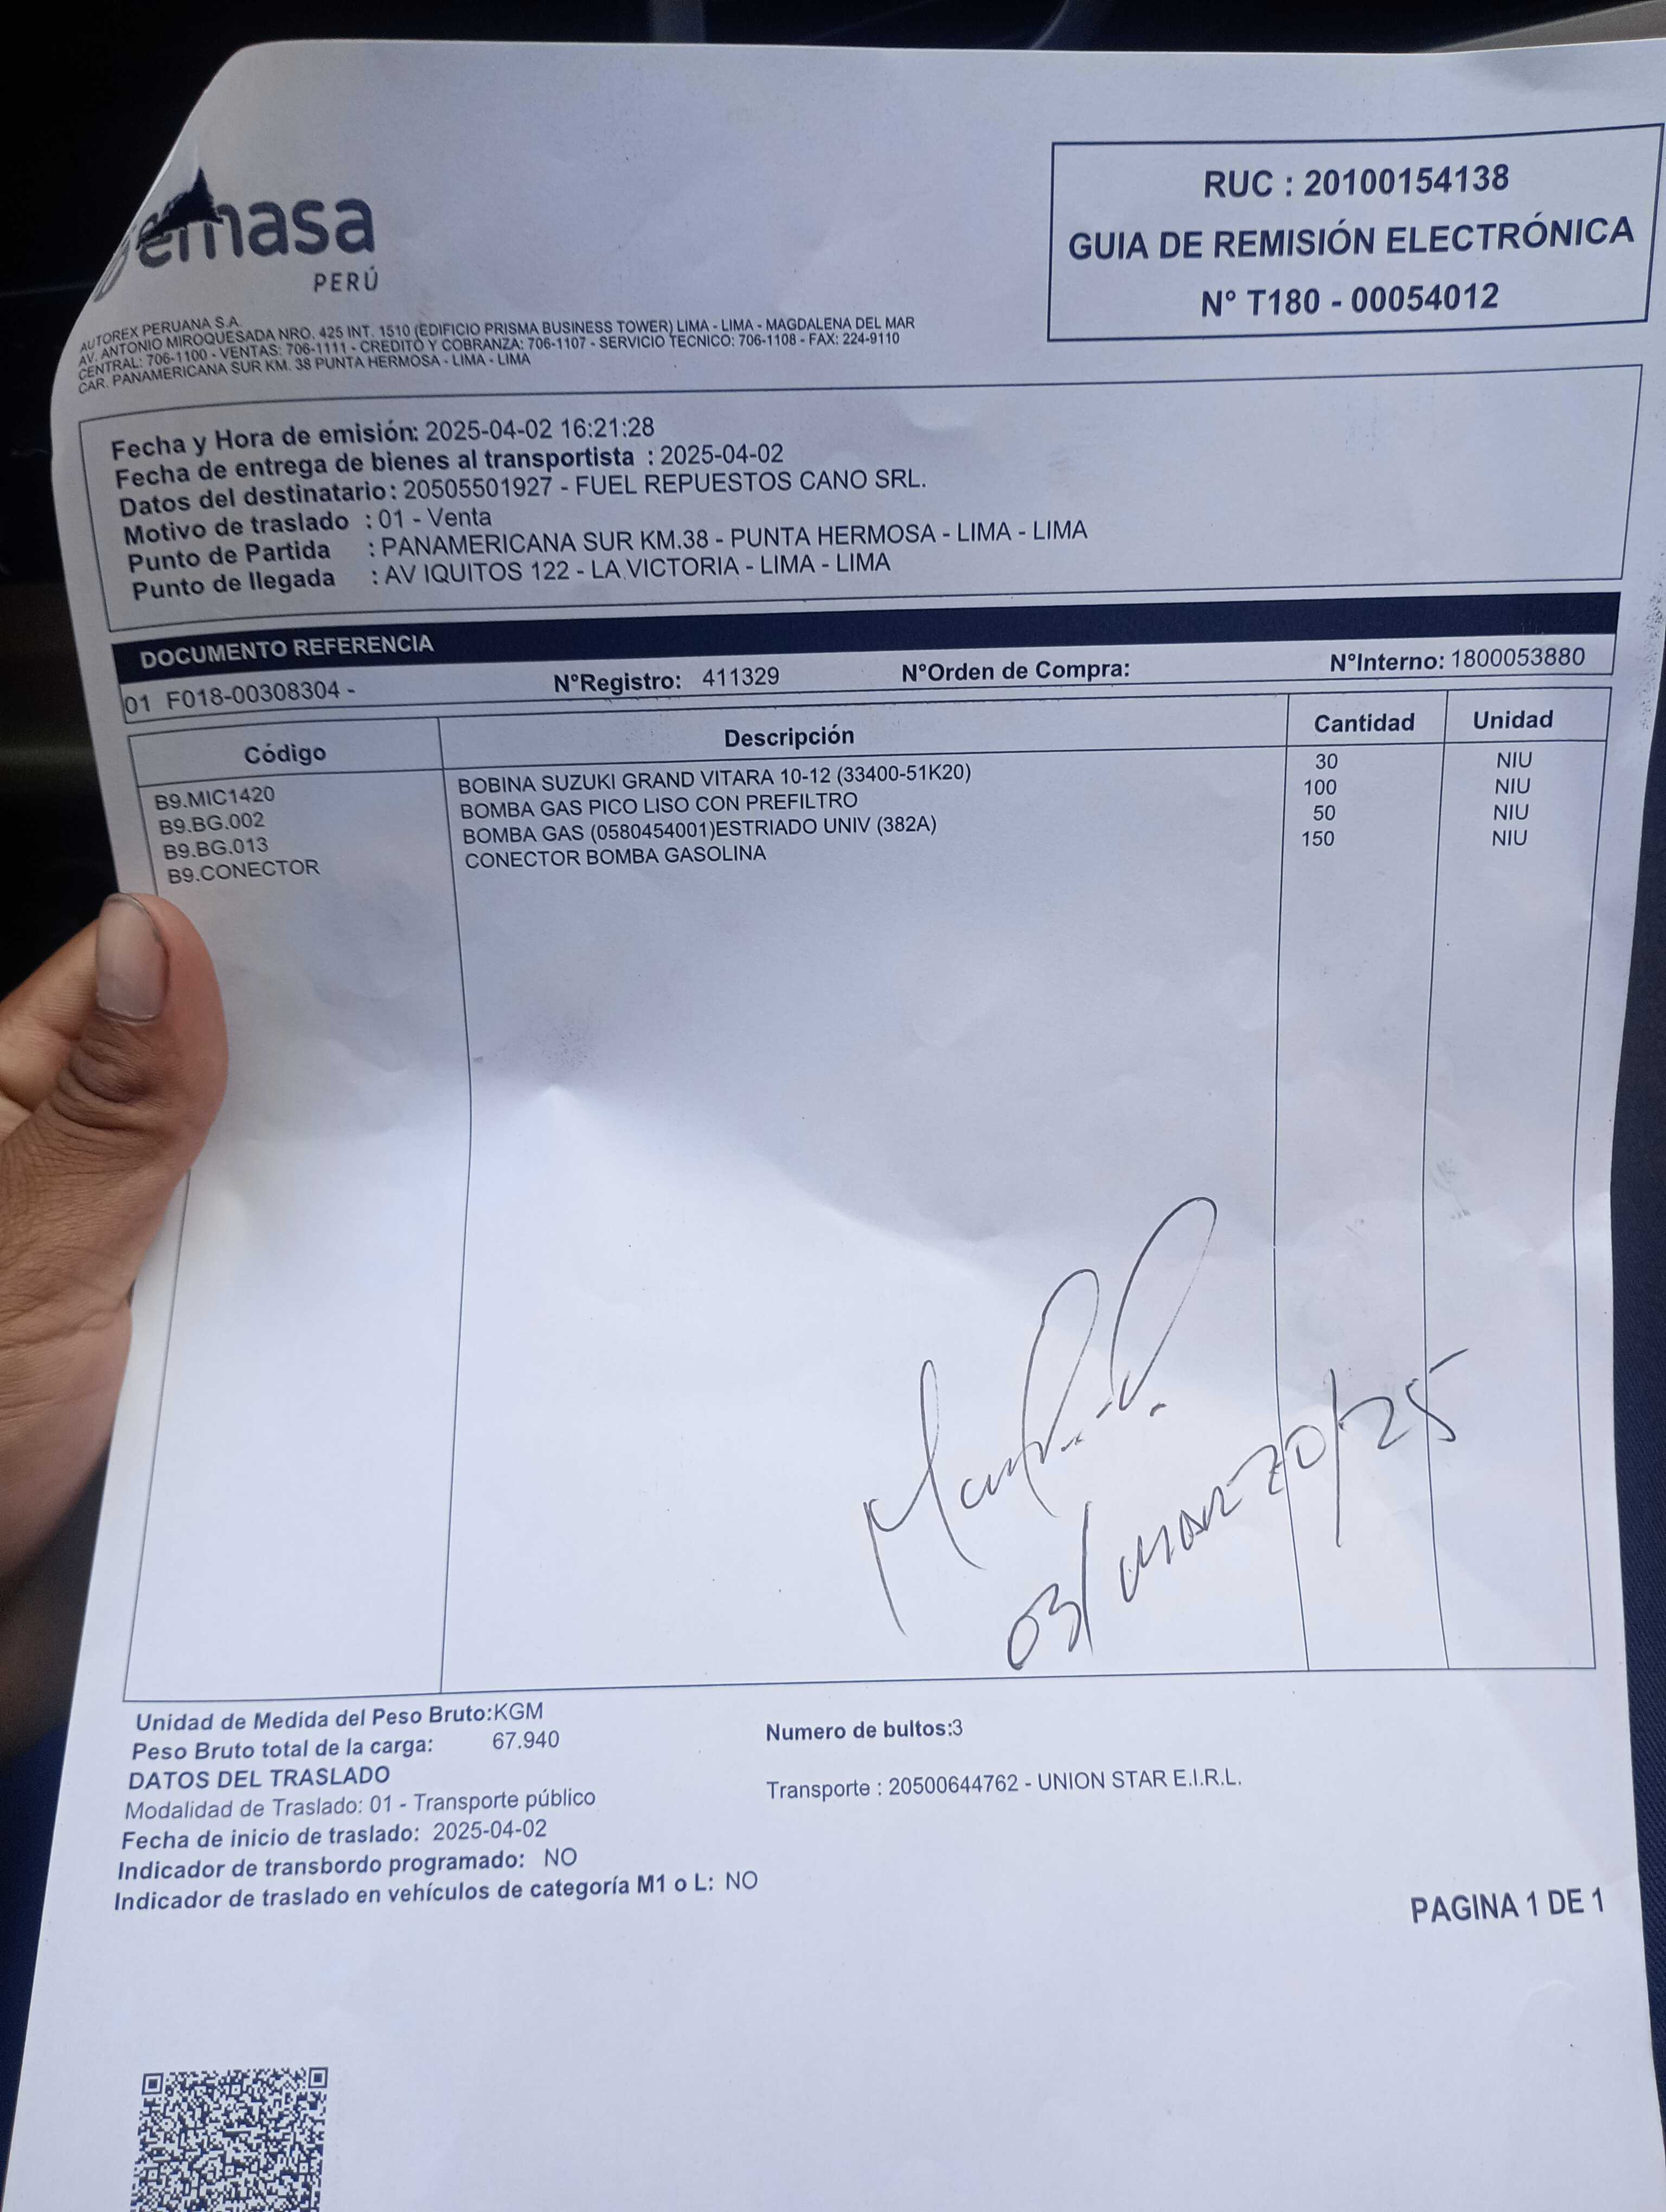 gemasa
PERÚ
RUC : 20100154138
GUIA DE REMISIÓN ELECTRÓNICA
N° T180 - 00054012
AUTOREX PERUANA S.A.
AV. ANTONIO MIROQUESADA NRO. 425 INT. 1510 (EDIFICIO PRISMA BUSINESS TOWER) LIMA - LIMA - MAGDALENA DEL MAR
CENTRAL: 706-1100 - VENTAS: 706-1111 - CREDITO Y COBRANZA: 706-1107 - SERVICIO TECNICO: 706-1108 - FAX: 224-9110
CAR. PANAMERICANA SUR KM. 38 PUNTA HERMOSA - LIMA - LIMA
Fecha y Hora de emisión: 2025-04-02 16:21:28
Fecha de entrega de bienes al transportista : 2025-04-02
Datos del destinatario: 20505501927 - FUEL REPUESTOS CANO SRL.
Motivo de traslado : 01 - Venta
Punto de Partida : PANAMERICANA SUR KM.38 - PUNTA HERMOSA - LIMA - LIMA
Punto de llegada : AV IQUITOS 122 - LA VICTORIA - LIMA - LIMA
DOCUMENTO REFERENCIA
01 F018-00308304 - N°Registro: 411329 N°Orden de Compra: N°Interno: 1800053880
Código Descripción Cantidad Unidad
B9.MIC1420 BOBINA SUZUKI GRAND VITARA 10-12 (33400-51K20) 30 NIU
B9.BG.002 BOMBA GAS PICO LISO CON PREFILTRO 100 NIU
B9.BG.013 BOMBA GAS (0580454001)ESTRIADO UNIV (382A) 50 NIU
B9.CONECTOR CONECTOR BOMBA GASOLINA 150 NIU
03/marzo/25
Unidad de Medida del Peso Bruto:KGM
Peso Bruto total de la carga: 67.940 Numero de bultos:3
DATOS DEL TRASLADO
Modalidad de Traslado: 01 - Transporte público Transporte : 20500644762 - UNION STAR E.I.R.L.
Fecha de inicio de traslado: 2025-04-02
Indicador de transbordo programado: NO
Indicador de traslado en vehículos de categoría M1 o L: NO
PAGINA 1 DE 1